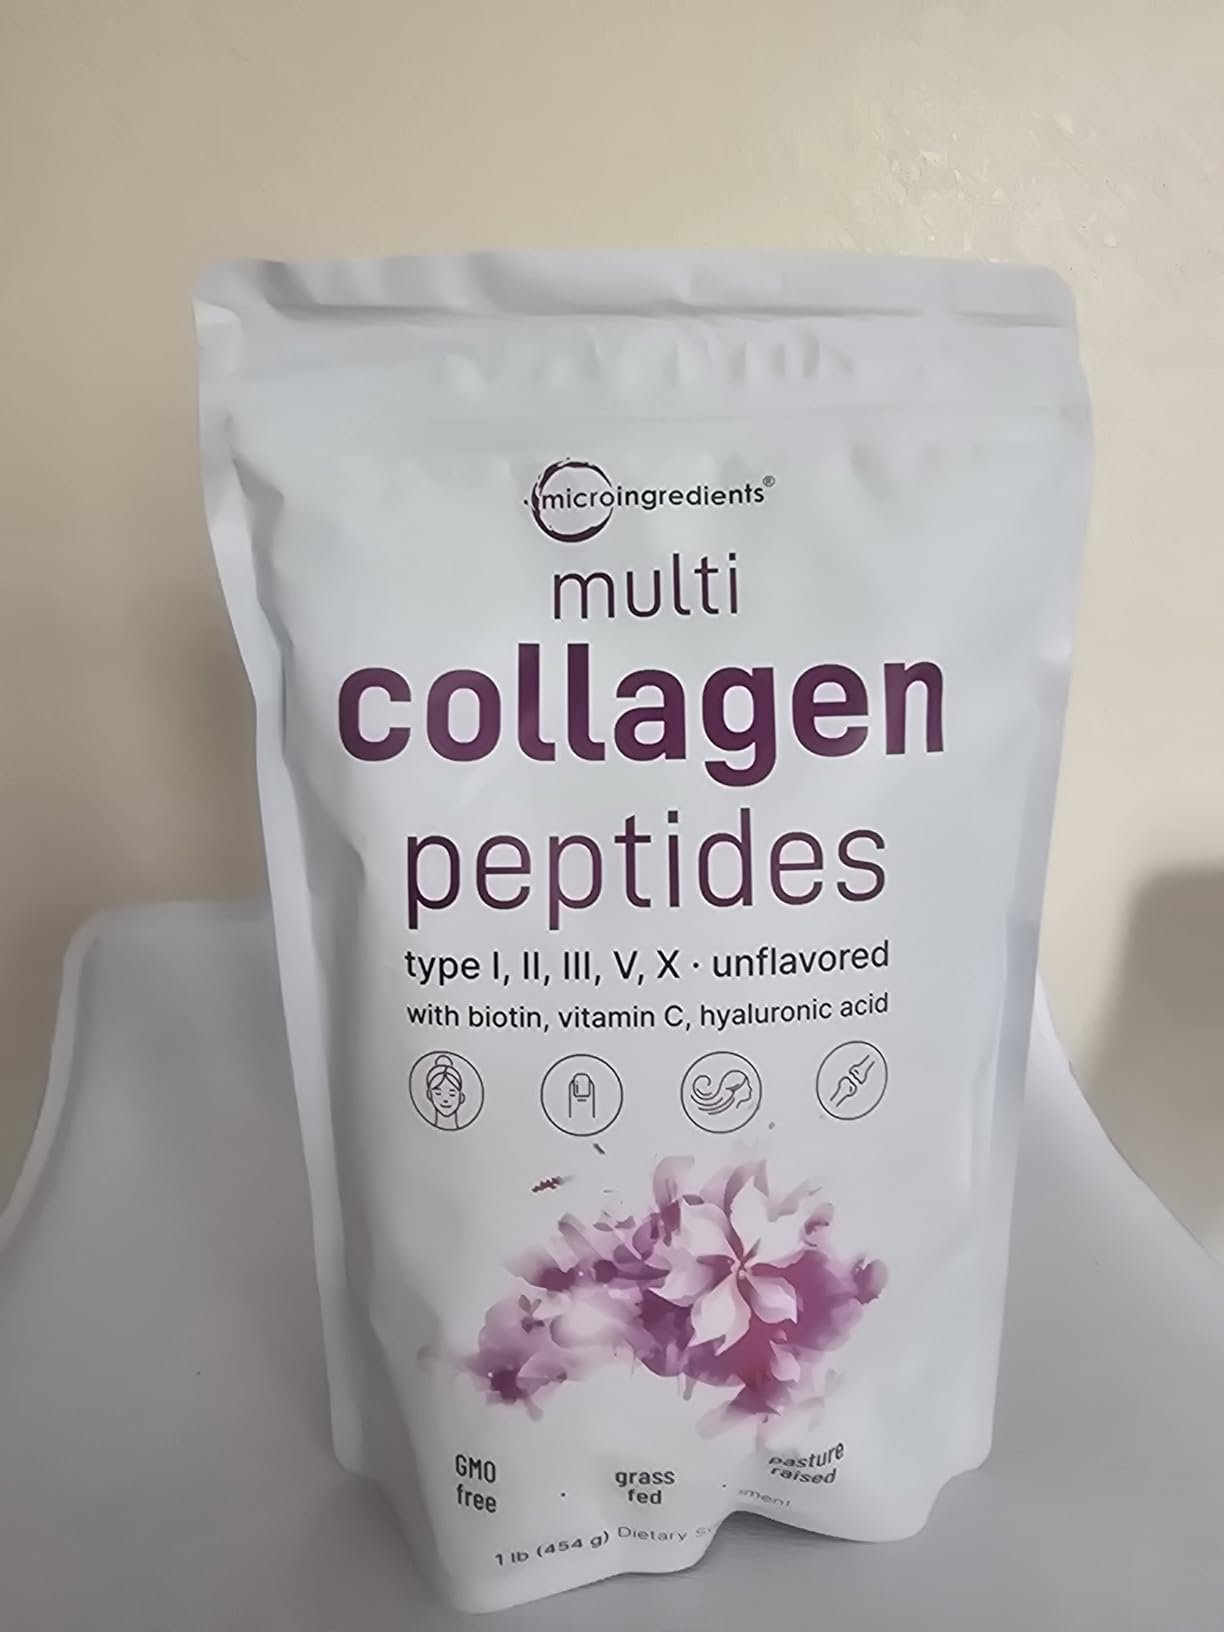 microingredients®
multi
collagen
peptides
type I, II, III, V, X · unflavored
with biotin, vitamin C, hyaluronic acid
GMO
free
·
grass
fed
·
pasture
raised
1 lb (454 g) Dietary